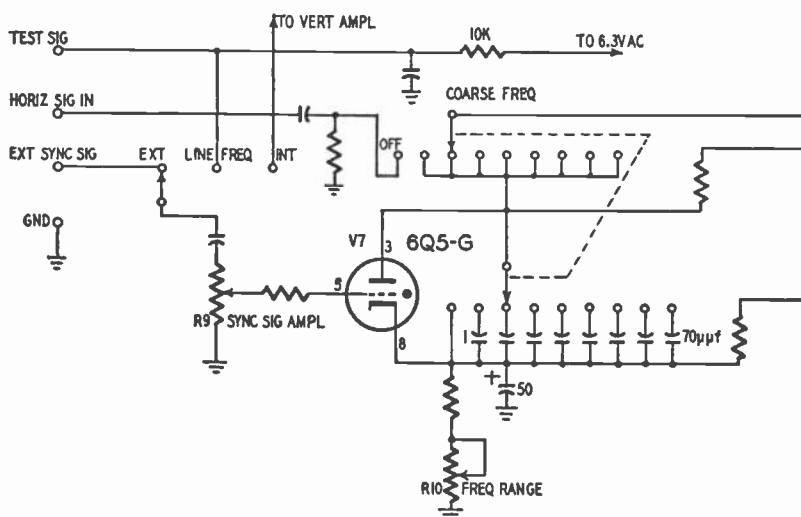 TO VERT AMPL
TEST SIG
10K
TO 6.3VAC
HORIZ SIG IN
COARSE FREQ
OFF
EXT SYNC SIG
EXT
LINE FREQ
INT
GND
V7
6Q5-G
3
5
8
R9 SYNC SIG AMPL
1
70μμf
+
50
R10 FREQ RANGE